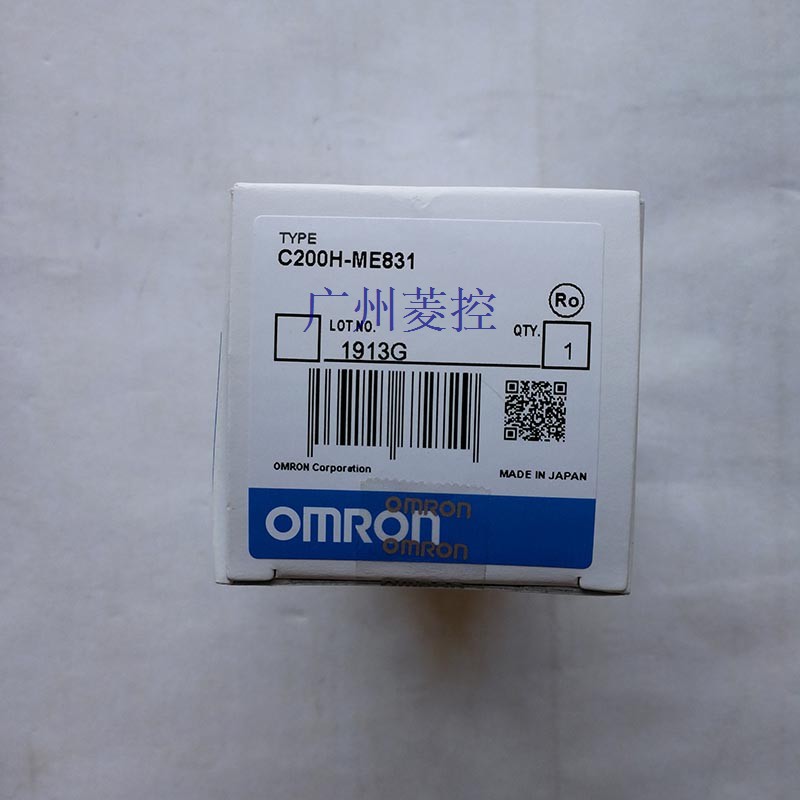 TYPE
C200H-ME831
Ro
广州菱控
LOT.NO.
QTY.
1913G
1
OMRON Corporation
MADE IN JAPAN
OMRON
OMRON
OMRON